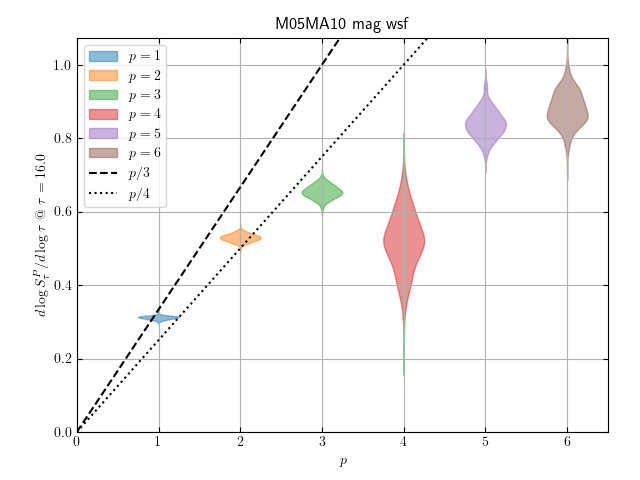 M05MA10 mag wsf
d log S_τ^P / d log τ @ τ = 16.0
1.0
0.8
0.6
0.4
0.2
0.0
p = 1
p = 2
p = 3
p = 4
p = 5
p = 6
p/3
p/4
0 1 2 3 4 5 6
p